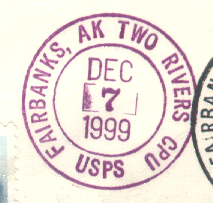 FAIRBANKS, AK TWO RIVERS CPU
DEC
7
1999
USPS